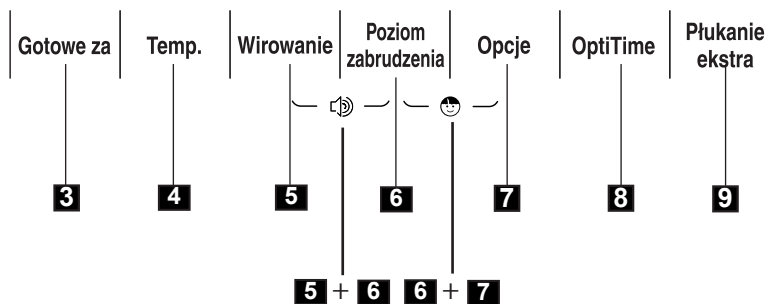 Gotowe za
Temp.
Wirowanie
Poziom
zabrudzenia
Opcje
OptiTime
Płukanie
ekstra
3 4 5 6 7 8 9
5 + 6 6 + 7